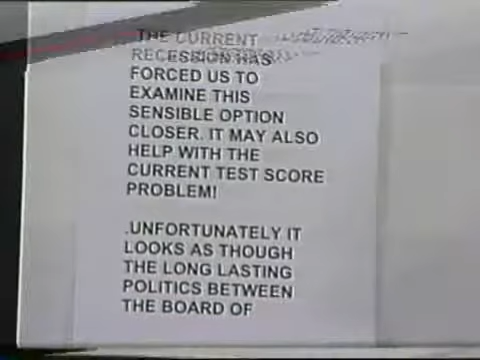 THE CURRENT
RECESSION HAS
FORCED US TO
EXAMINE THIS
SENSIBLE OPTION
CLOSER. IT MAY ALSO
HELP WITH THE
CURRENT TEST SCORE
PROBLEM!
.UNFORTUNATELY IT
LOOKS AS THOUGH
THE LONG LASTING
POLITICS BETWEEN
THE BOARD OF